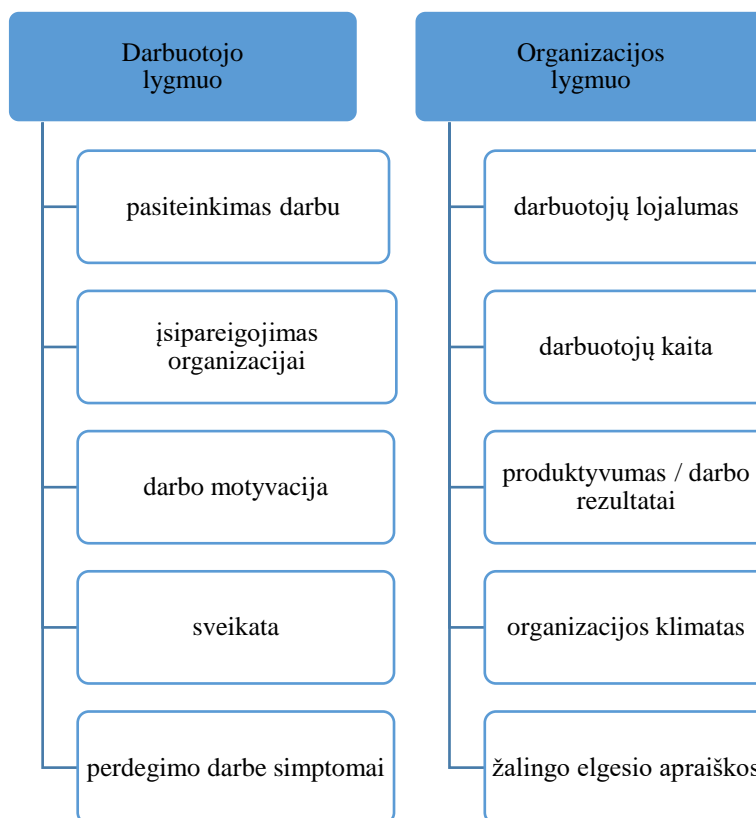 Darbuotojo
lygmuo
pasiteinkimas darbu
įsipareigojimas
organizacijai
darbo motyvacija
sveikata
perdegimo darbe simptomai
Organizacijos
lygmuo
darbuotojų lojalumas
darbuotojų kaita
produktyvumas / darbo
rezultatai
organizacijos klimatas
žalingo elgesio apraiškos